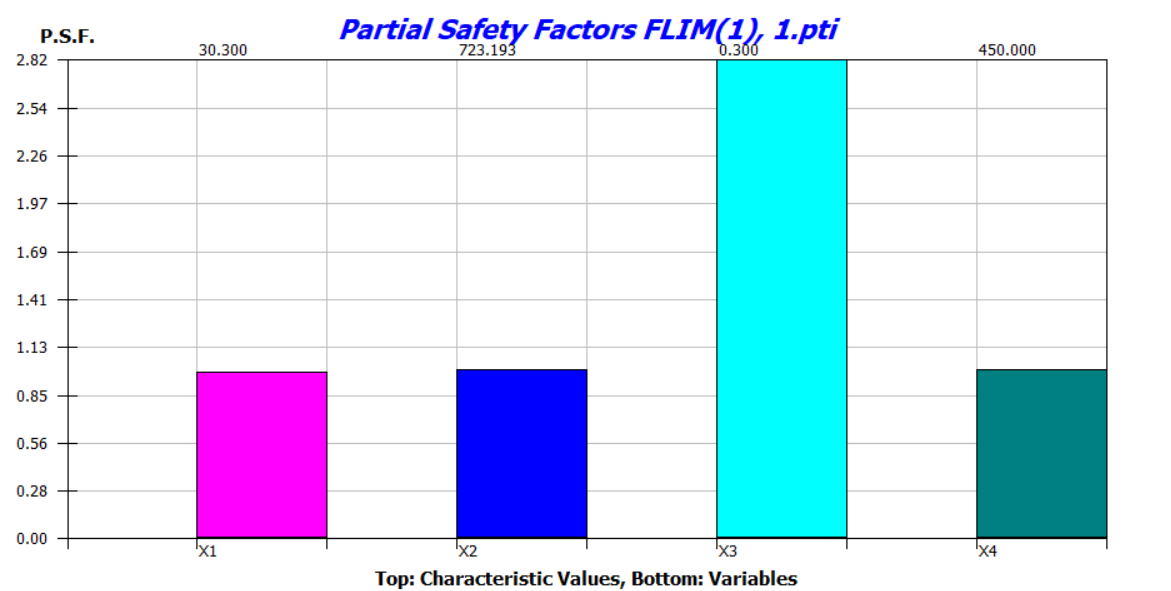 Partial Safety Factors FLIM(1), 1.pti
P.S.F.
30.300 723.193 0.300 450.000
2.82
2.54
2.26
1.97
1.69
1.41
1.13
0.85
0.56
0.28
0.00
X1 X2 X3 X4
Top: Characteristic Values, Bottom: Variables